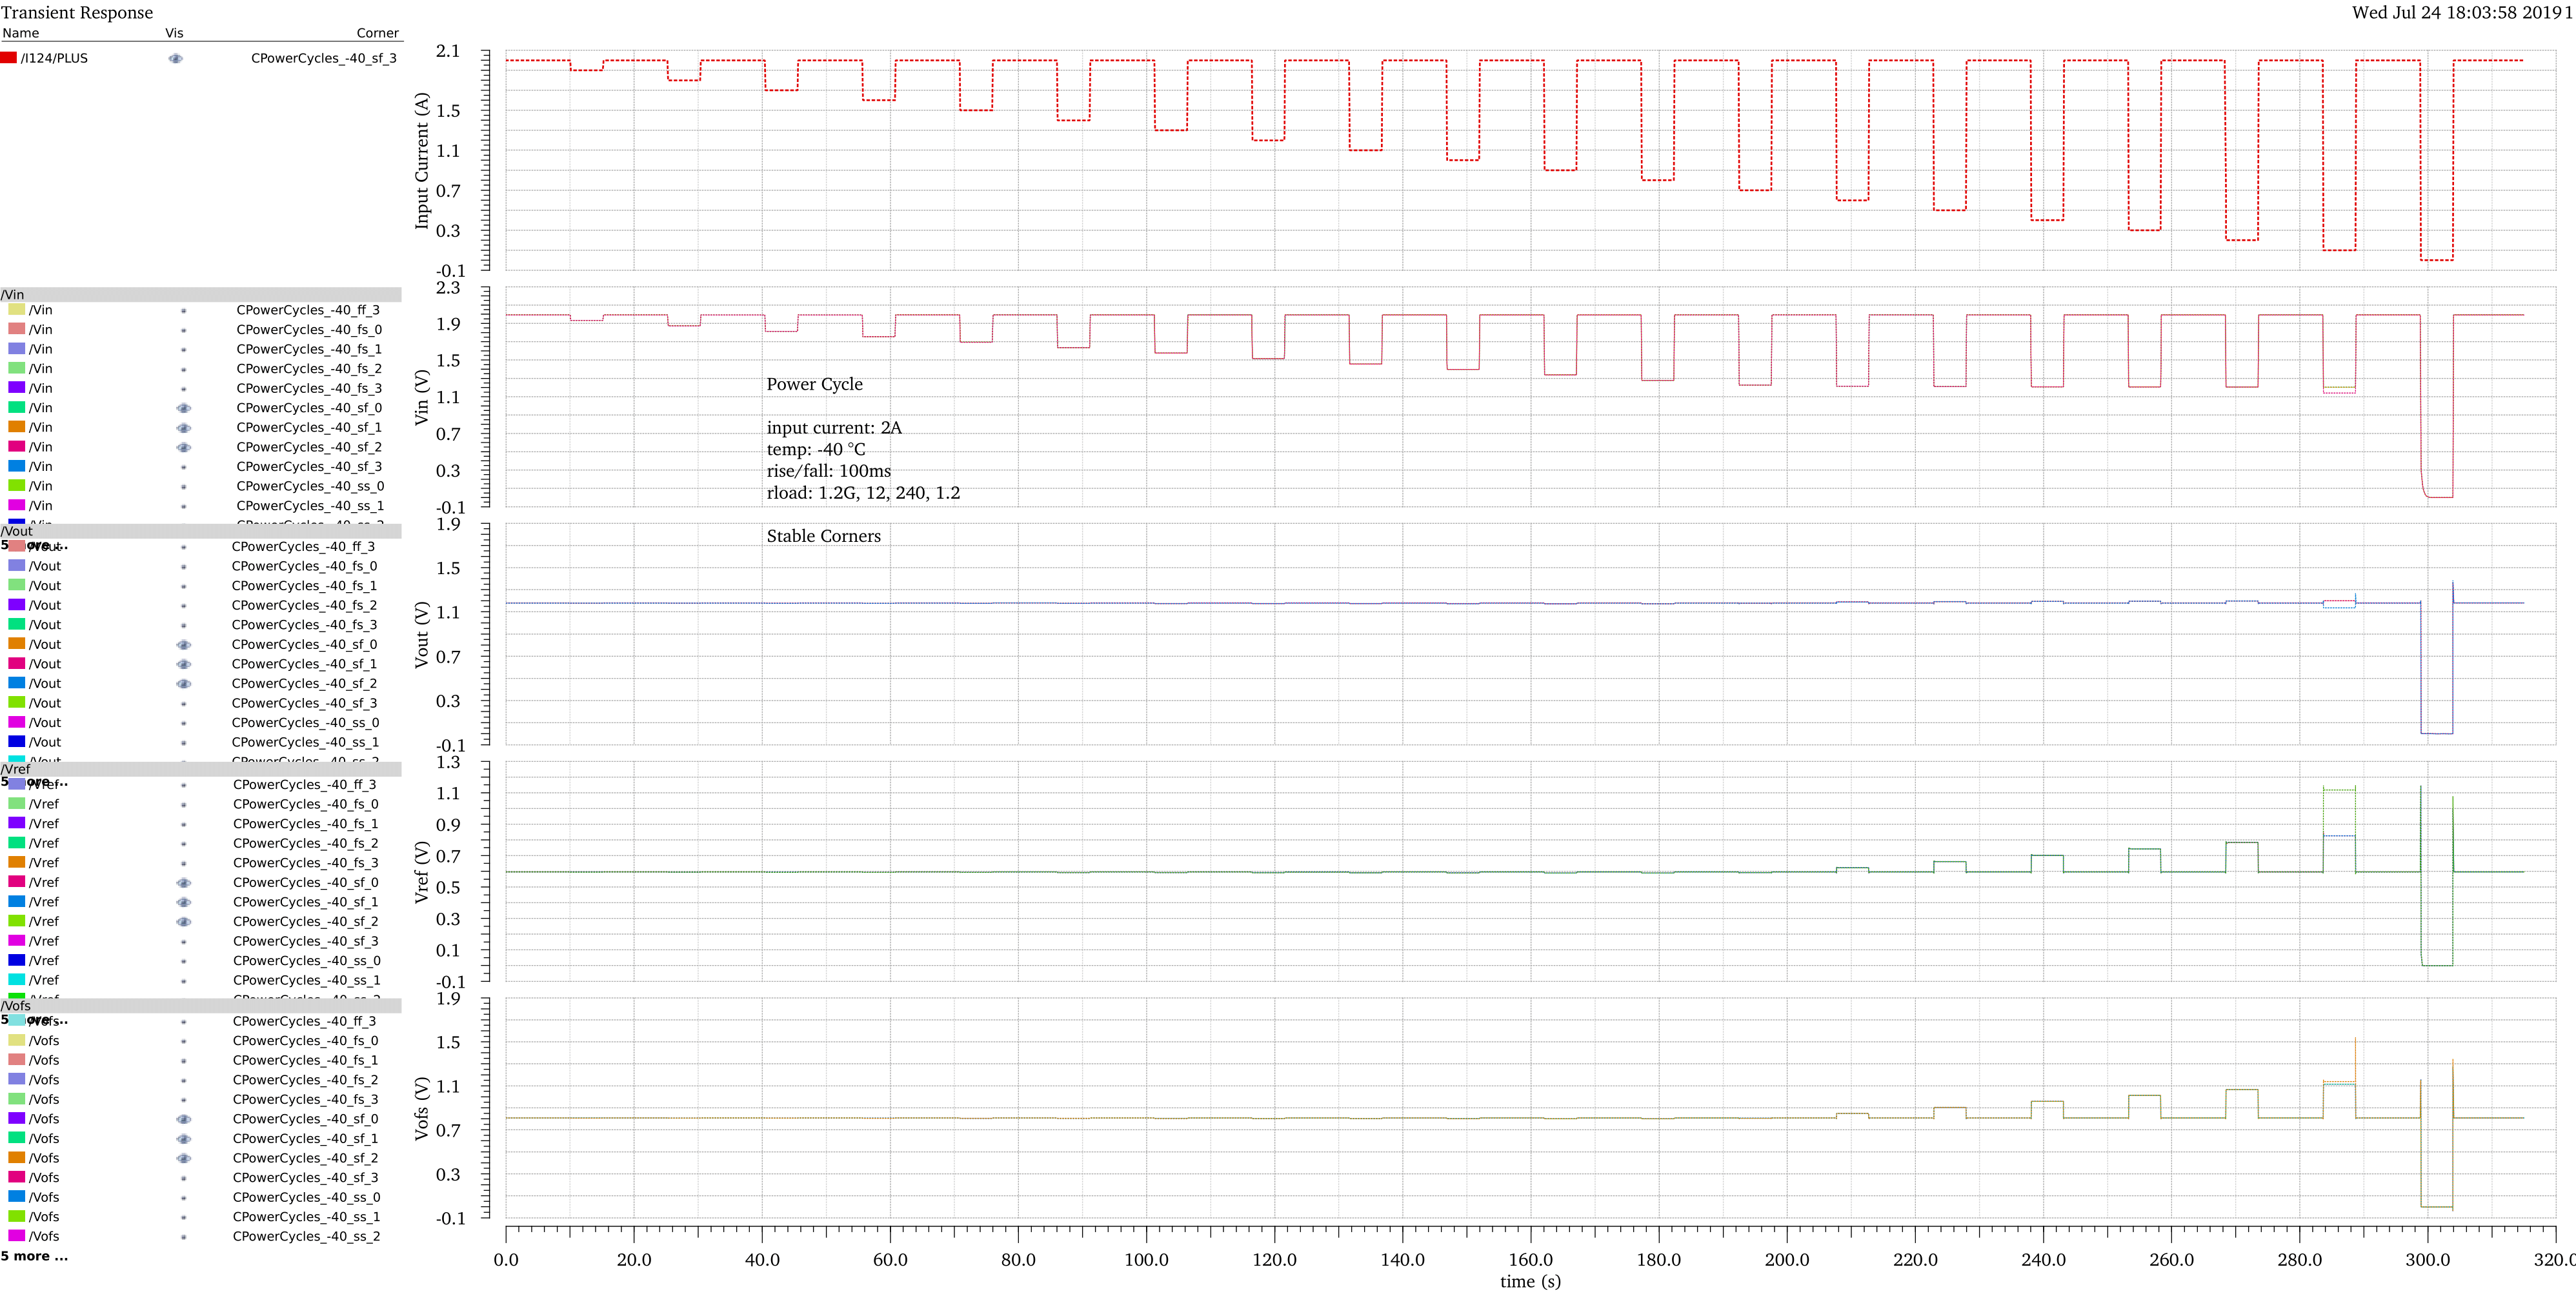 Transient Response
Wed Jul 24 18:03:58 2019 1
Name Vis Corner
/I124/PLUS CPowerCycles_-40_sf_3
/Vin
/Vin CPowerCycles_-40_ff_3
/Vin CPowerCycles_-40_fs_0
/Vin CPowerCycles_-40_fs_1
/Vin CPowerCycles_-40_fs_2
/Vin CPowerCycles_-40_fs_3
/Vin CPowerCycles_-40_sf_0
/Vin CPowerCycles_-40_sf_1
/Vin CPowerCycles_-40_sf_2
/Vin CPowerCycles_-40_sf_3
/Vin CPowerCycles_-40_ss_0
/Vin CPowerCycles_-40_ss_1
/Vout
/Vout CPowerCycles_-40_ff_3
/Vout CPowerCycles_-40_fs_0
/Vout CPowerCycles_-40_fs_1
/Vout CPowerCycles_-40_fs_2
/Vout CPowerCycles_-40_fs_3
/Vout CPowerCycles_-40_sf_0
/Vout CPowerCycles_-40_sf_1
/Vout CPowerCycles_-40_sf_2
/Vout CPowerCycles_-40_sf_3
/Vout CPowerCycles_-40_ss_0
/Vout CPowerCycles_-40_ss_1
/Vref
/Vref CPowerCycles_-40_ff_3
/Vref CPowerCycles_-40_fs_0
/Vref CPowerCycles_-40_fs_1
/Vref CPowerCycles_-40_fs_2
/Vref CPowerCycles_-40_fs_3
/Vref CPowerCycles_-40_sf_0
/Vref CPowerCycles_-40_sf_1
/Vref CPowerCycles_-40_sf_2
/Vref CPowerCycles_-40_sf_3
/Vref CPowerCycles_-40_ss_0
/Vref CPowerCycles_-40_ss_1
/Vofs
/Vofs CPowerCycles_-40_ff_3
/Vofs CPowerCycles_-40_fs_0
/Vofs CPowerCycles_-40_fs_1
/Vofs CPowerCycles_-40_fs_2
/Vofs CPowerCycles_-40_fs_3
/Vofs CPowerCycles_-40_sf_0
/Vofs CPowerCycles_-40_sf_1
/Vofs CPowerCycles_-40_sf_2
/Vofs CPowerCycles_-40_sf_3
/Vofs CPowerCycles_-40_ss_0
/Vofs CPowerCycles_-40_ss_1
/Vofs CPowerCycles_-40_ss_2
5 more ...
Input Current (A)
2.1
1.5
1.1
0.7
0.3
-0.1
Vin (V)
2.3
1.9
1.5
1.1
0.7
0.3
-0.1
Power Cycle
input current: 2A
temp: -40 °C
rise/fall: 100ms
rload: 1.2G, 12, 240, 1.2
Stable Corners
Vout (V)
1.9
1.5
1.1
0.7
0.3
-0.1
Vref (V)
1.3
1.1
0.9
0.7
0.5
0.3
0.1
-0.1
Vofs (V)
1.9
1.5
1.1
0.7
0.3
-0.1
0.0 20.0 40.0 60.0 80.0 100.0 120.0 140.0 160.0 180.0 200.0 220.0 240.0 260.0 280.0 300.0 320.0
time (s)